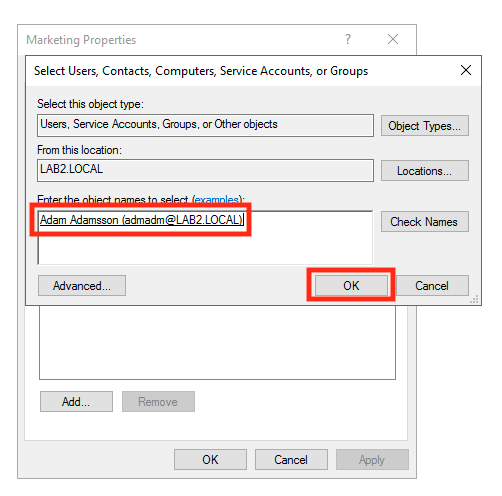 Marketing Properties
?
Select Users, Contacts, Computers, Service Accounts, or Groups
Select this object type:
Users, Service Accounts, Groups, or Other objects
Object Types...
From this location:
LAB2.LOCAL
Locations...
Enter the object names to select (examples):
Adam Adamsson (admadm@LAB2.LOCAL)
Check Names
Advanced...
OK
Cancel
Add...
Remove
OK
Cancel
Apply